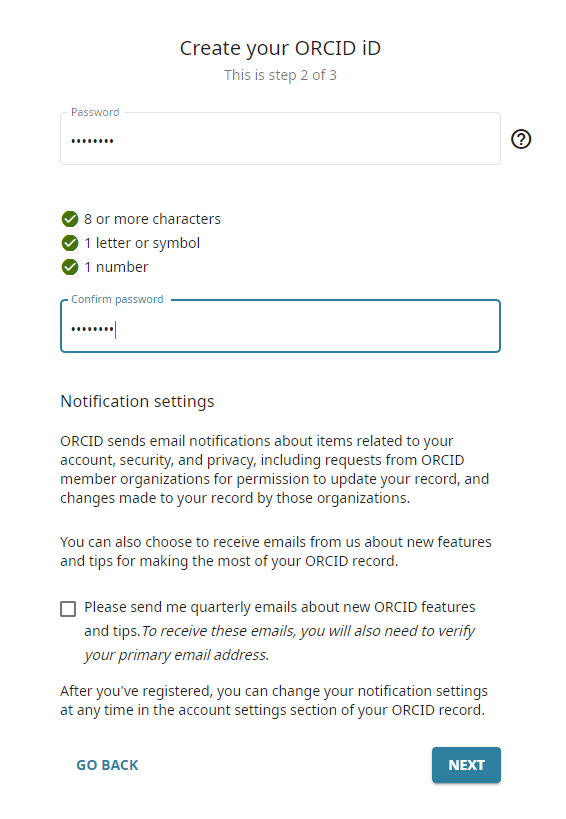 Create your ORCID iD
This is step 2 of 3
Password
••••••••
8 or more characters
1 letter or symbol
1 number
Confirm password
••••••••
Notification settings
ORCID sends email notifications about items related to your
account, security, and privacy, including requests from ORCID
member organizations for permission to update your record, and
changes made to your record by those organizations.
You can also choose to receive emails from us about new features
and tips for making the most of your ORCID record.
Please send me quarterly emails about new ORCID features
and tips.To receive these emails, you will also need to verify
your primary email address.
After you've registered, you can change your notification settings
at any time in the account settings section of your ORCID record.
GO BACK
NEXT